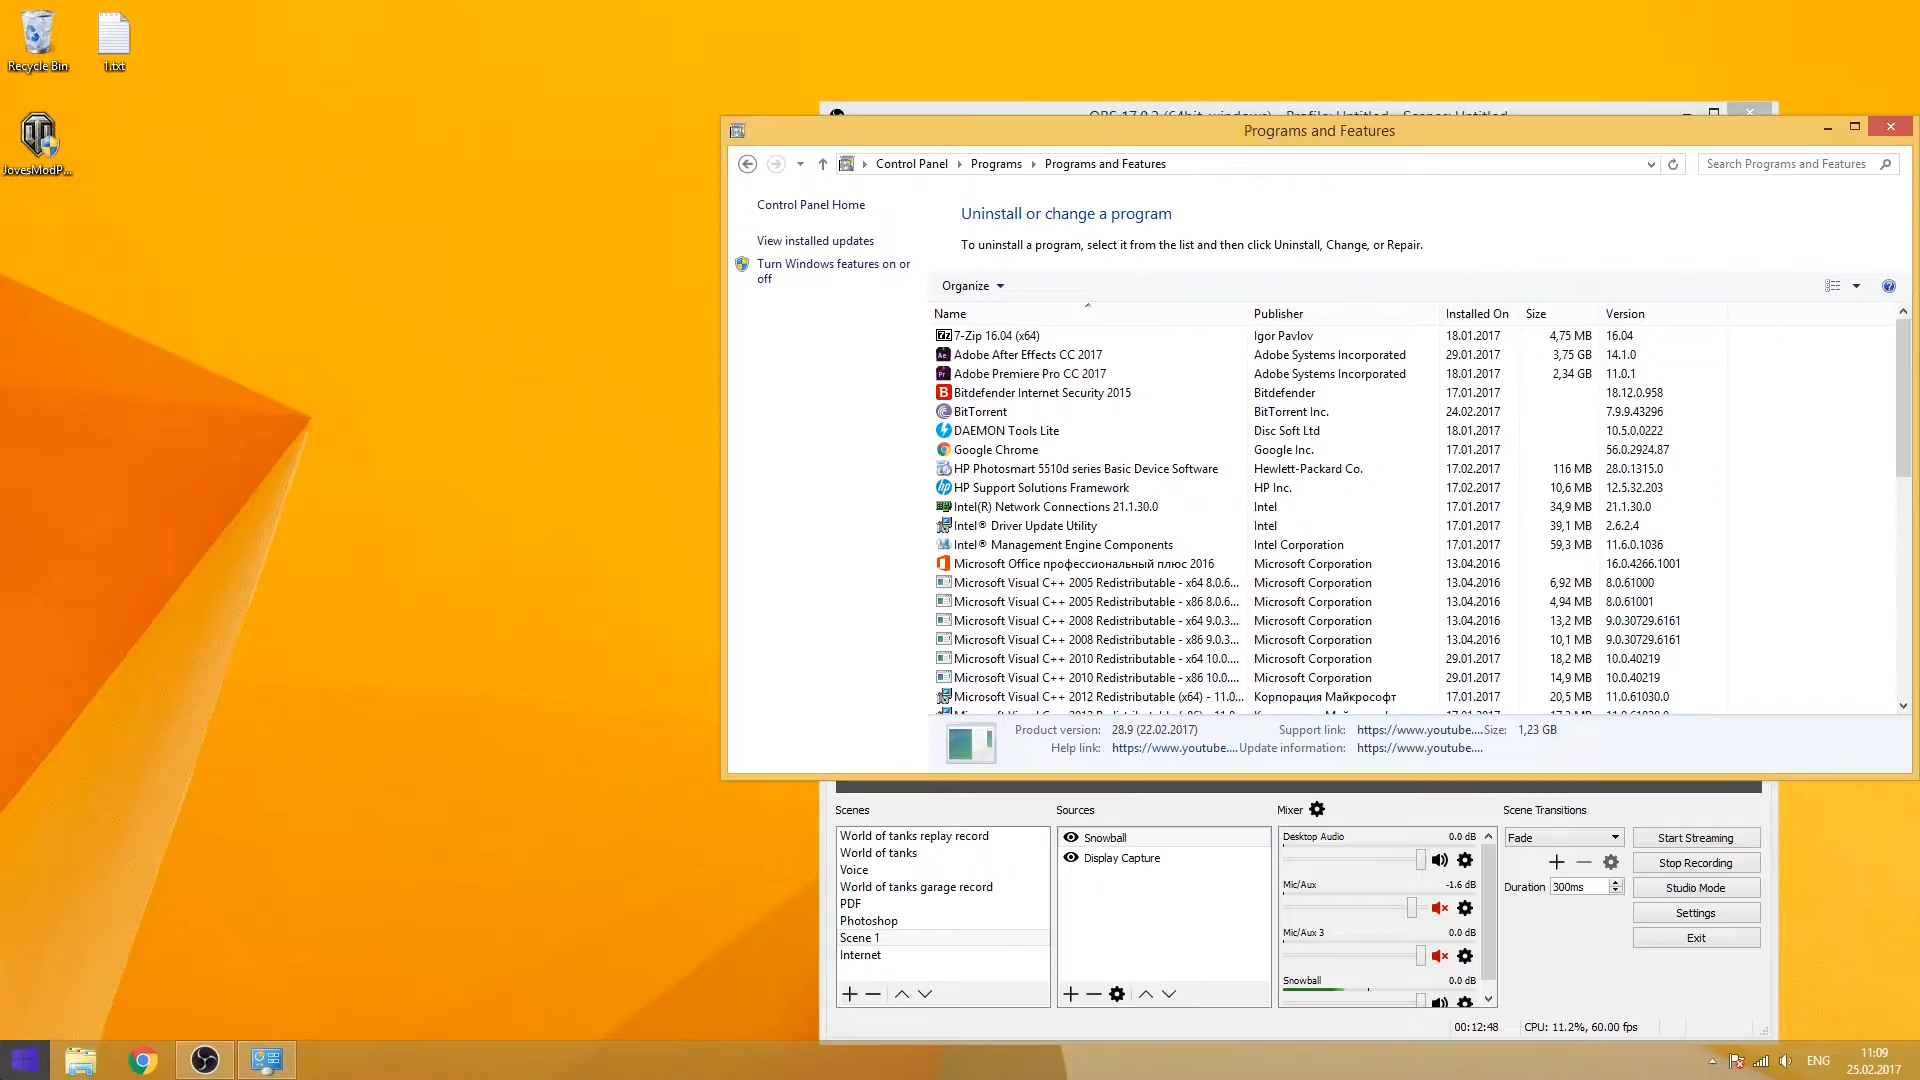 Recycle Bin
1.txt
JovesModP...
OBS 17.0.2 (64bit, windows) - Profile: Untitled - Scenes: Untitled
Programs and Features
Control Panel
Programs
Programs and Features
Search Programs and Features
Control Panel Home
View installed updates
Turn Windows features on or
off
Uninstall or change a program
To uninstall a program, select it from the list and then click Uninstall, Change, or Repair.
Organize
Name Publisher Installed On Size Version
7-Zip 16.04 (x64) Igor Pavlov 18.01.2017 4,75 MB 16.04
Adobe After Effects CC 2017 Adobe Systems Incorporated 29.01.2017 3,75 GB 14.1.0
Adobe Premiere Pro CC 2017 Adobe Systems Incorporated 18.01.2017 2,34 GB 11.0.1
Bitdefender Internet Security 2015 Bitdefender 17.01.2017 18.12.0.958
BitTorrent BitTorrent Inc. 24.02.2017 7.9.9.43296
DAEMON Tools Lite Disc Soft Ltd 18.01.2017 10.5.0.0222
Google Chrome Google Inc. 17.01.2017 56.0.2924.87
HP Photosmart 5510d series Basic Device Software Hewlett-Packard Co. 17.02.2017 116 MB 28.0.1315.0
HP Support Solutions Framework HP Inc. 17.02.2017 10,6 MB 12.5.32.203
Intel(R) Network Connections 21.1.30.0 Intel 17.01.2017 34,9 MB 21.1.30.0
Intel® Driver Update Utility Intel 17.01.2017 39,1 MB 2.6.2.4
Intel® Management Engine Components Intel Corporation 17.01.2017 59,3 MB 11.6.0.1036
Microsoft Office профессиональный плюс 2016 Microsoft Corporation 13.04.2016 16.0.4266.1001
Microsoft Visual C++ 2005 Redistributable - x64 8.0.6... Microsoft Corporation 13.04.2016 6,92 MB 8.0.61000
Microsoft Visual C++ 2005 Redistributable - x86 8.0.6... Microsoft Corporation 13.04.2016 4,94 MB 8.0.61001
Microsoft Visual C++ 2008 Redistributable - x64 9.0.3... Microsoft Corporation 13.04.2016 13,2 MB 9.0.30729.6161
Microsoft Visual C++ 2008 Redistributable - x86 9.0.3... Microsoft Corporation 13.04.2016 10,1 MB 9.0.30729.6161
Microsoft Visual C++ 2010 Redistributable - x64 10.0.... Microsoft Corporation 29.01.2017 18,2 MB 10.0.40219
Microsoft Visual C++ 2010 Redistributable - x86 10.0.... Microsoft Corporation 29.01.2017 14,9 MB 10.0.40219
Microsoft Visual C++ 2012 Redistributable (x64) - 11.0... Корпорация Майкрософт 17.01.2017 20,5 MB 11.0.61030.0
Product version: 28.9 (22.02.2017) Support link: https://www.youtube.... Size: 1,23 GB
Help link: https://www.youtube.... Update information: https://www.youtube....
Scenes
World of tanks replay record
World of tanks
Voice
World of tanks garage record
PDF
Photoshop
Scene 1
Internet
Sources
Snowball
Display Capture
Mixer
Desktop Audio 0.0 dB
Mic/Aux -1.6 dB
Mic/Aux 3 0.0 dB
Snowball 0.0 dB
Scene Transitions
Fade
Duration 300ms
Start Streaming
Stop Recording
Studio Mode
Settings
Exit
00:12:48 CPU: 11.2%, 60.00 fps
ENG
11:09
25.02.2017